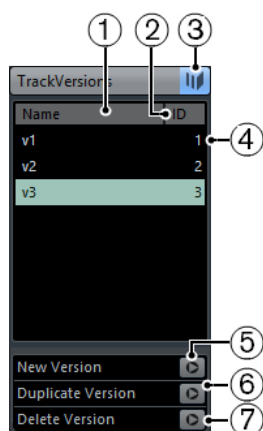 1 2 3
TrackVersions
Name ID
v1 1 4
v2 2
v3 3
5
New Version
6
Duplicate Version
Delete Version 7